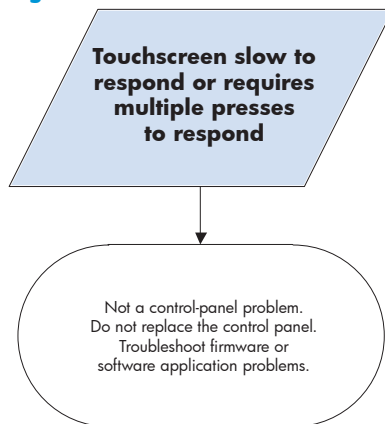 Touchscreen slow to
respond or requires
multiple presses
to respond
Not a control-panel problem.
Do not replace the control panel.
Troubleshoot firmware or
software application problems.